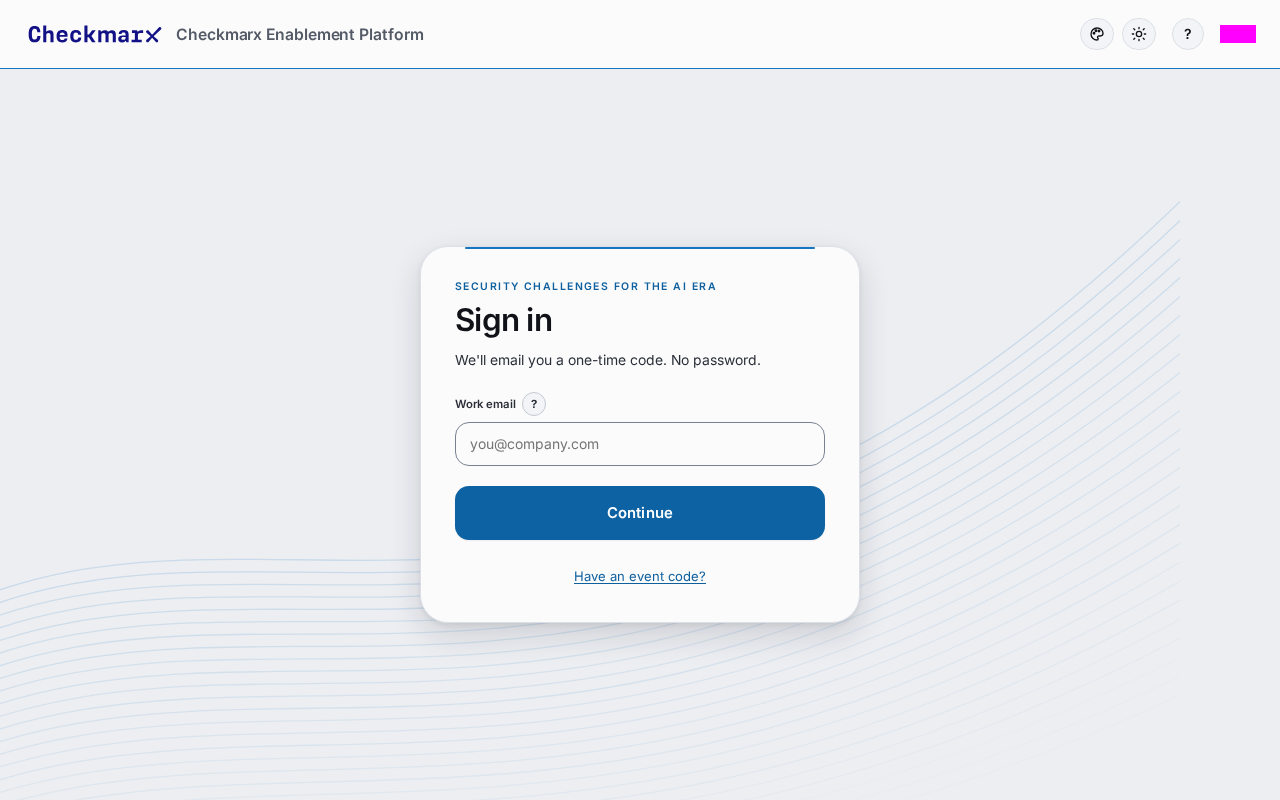 Checkmarx Checkmarx Enablement Platform ?
SECURITY CHALLENGES FOR THE AI ERA
Sign in
We'll email you a one-time code. No password.
Work email ?
you@company.com
Continue
Have an event code?